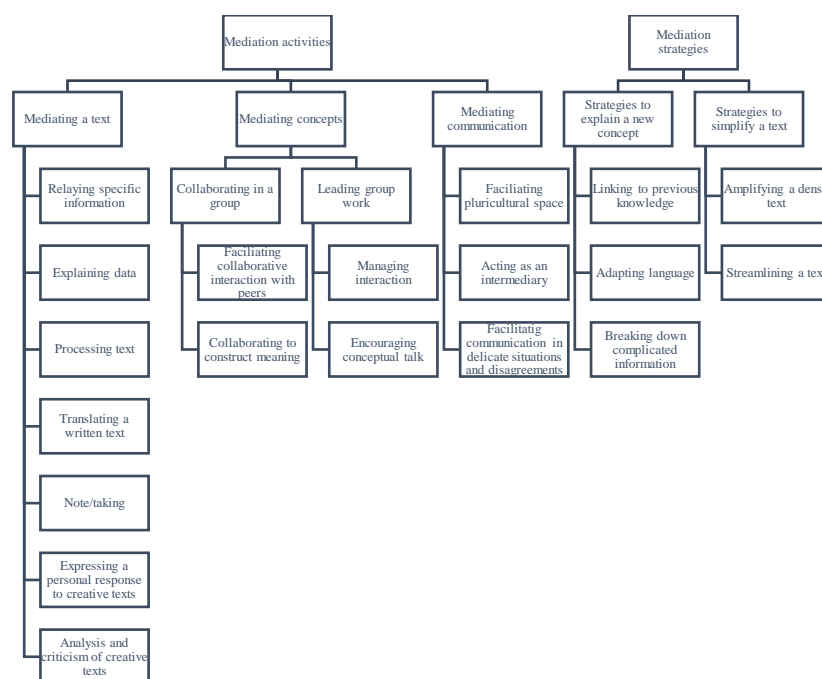 Mediation activities
Mediation
strategies
Mediating a text
Mediating concepts
Mediating
communication
Strategies to
explain a new
concept
Strategies to
simplify a text
Relaying specific
information
Collaborating in a
group
Leading group
work
Faciliating
pluricultural space
Linking to previous
knowledge
Amplifying a dens
text
Explaining data
Faciliating
collaborative
interaction with
peers
Managing
interaction
Acting as an
intermediary
Adapting language
Streamlining a tex
Processing text
Collaborating to
construct meaning
Encouraging
conceptual talk
Facilitatig
communication in
delicate situations
and disagreements
Breaking down
complicated
information
Translating a
written text
Note/taking
Expressing a
personal response
to creative texts
Analysis and
criticism of creative
texts